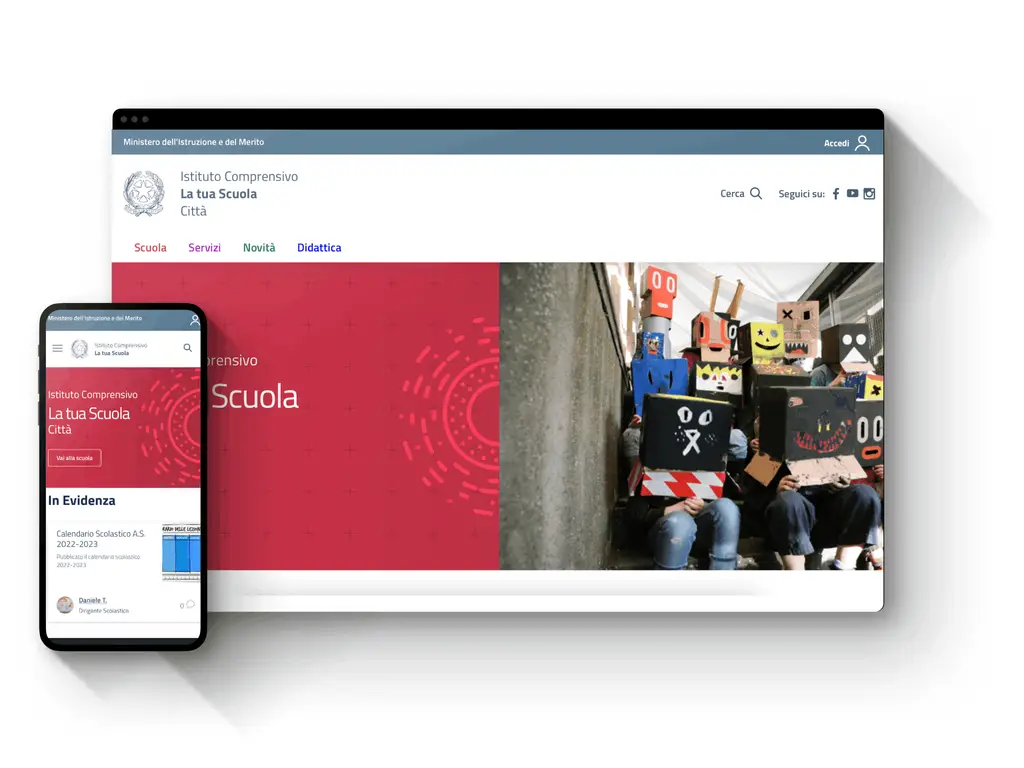 Ministero dell'Istruzione e del Merito
Accedi
Istituto Comprensivo
La tua Scuola
Città
Cerca
Seguici su:
Scuola
Servizi
Novità
Didattica
prensivo
Scuola
Ministero dell'Istruzione e del Merito
Istituto Comprensivo
La tua Scuola
Istituto Comprensivo
La tua Scuola
Città
Vai alla scuola
In Evidenza
Calendario Scolastico A.S.
2022-2023
Pubblicato il calendario scolastico
2022-2023
Daniele T.
Dirigente Scolastico
0